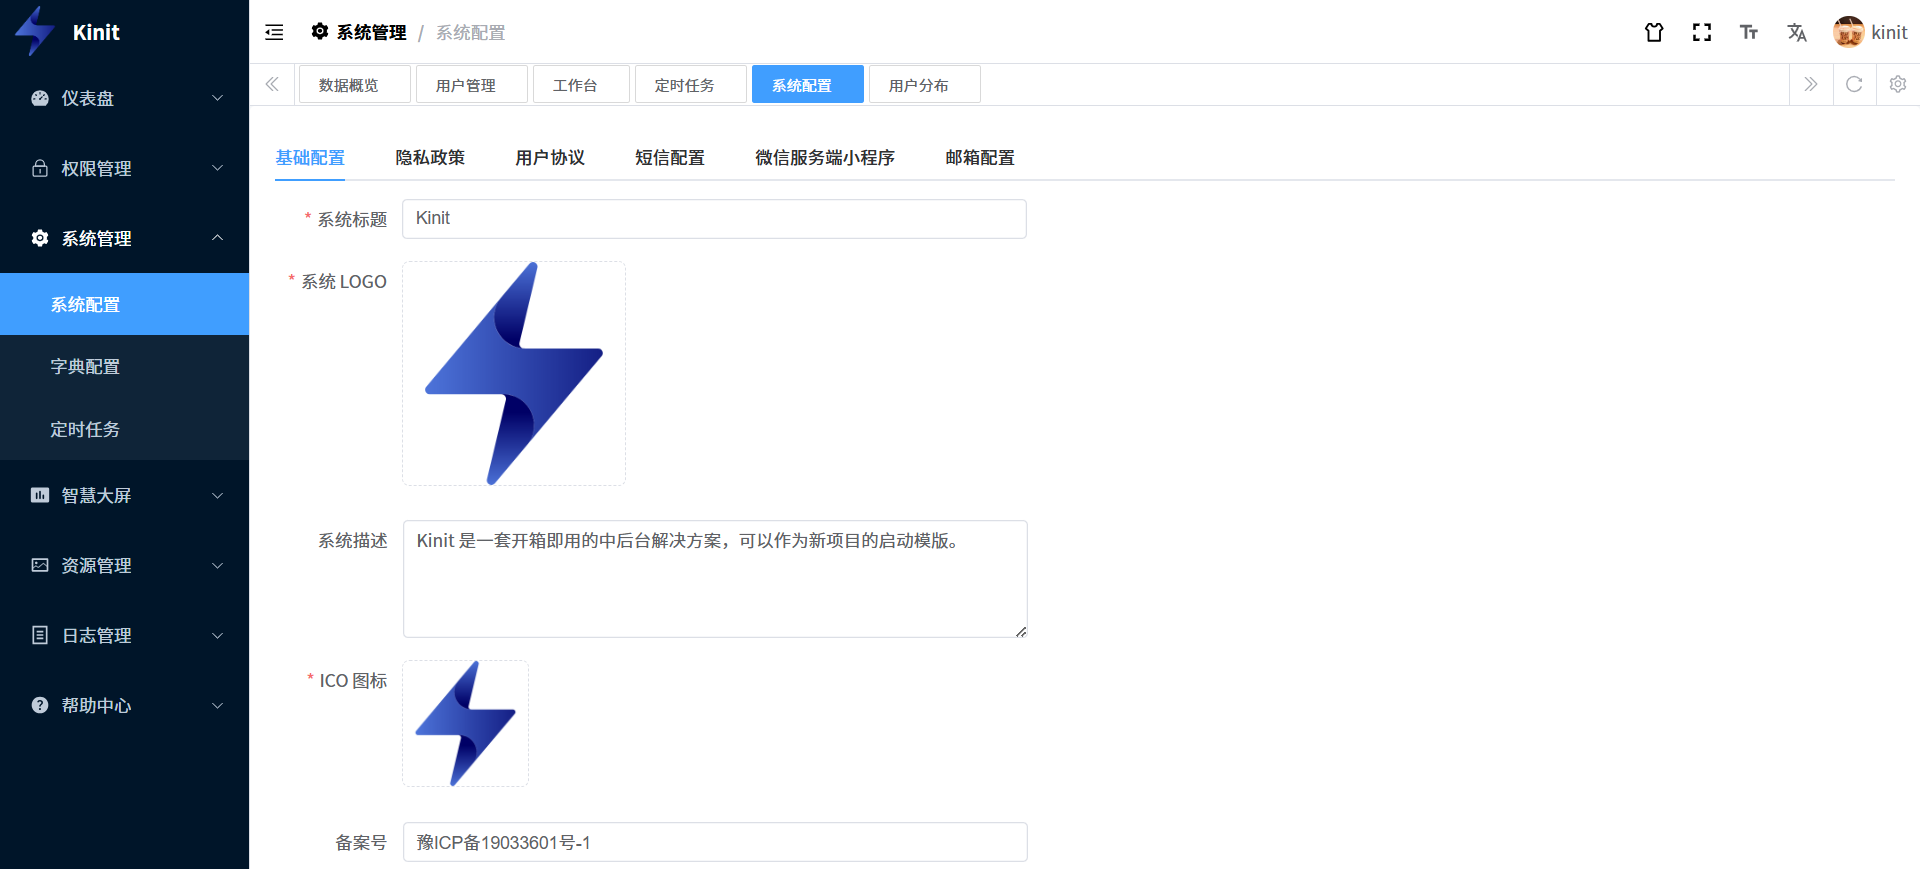 Kinit
仪表盘
权限管理
系统管理
系统配置
字典配置
定时任务
智慧大屏
资源管理
日志管理
帮助中心
系统管理 / 系统配置
kinit
数据概览 用户管理 工作台 定时任务 系统配置 用户分布
基础配置 隐私政策 用户协议 短信配置 微信服务端小程序 邮箱配置
* 系统标题 Kinit
* 系统 LOGO
系统描述 Kinit 是一套开箱即用的中后台解决方案，可以作为新项目的启动模版。
* ICO 图标
备案号 豫ICP备19033601号-1